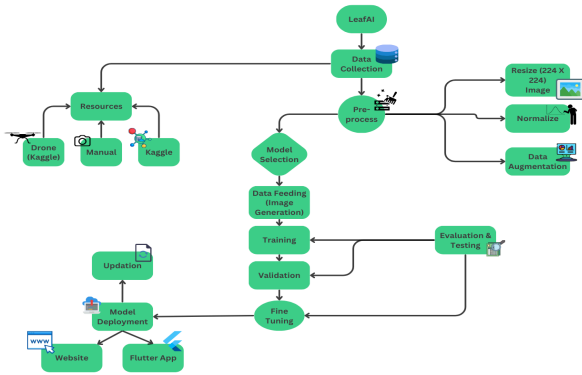 LeafAI
Data
Collection
Resize (224 X
224)
Image
Resources
Pre-
process
Normalize
Drone
(Kaggle)
Manual
Kaggle
Model
Selection
Data
Augmentation
Data Feeding
(Image
Generation)
Training
Evaluation &
Testing
Updation
Validation
Model
Deployment
Fine
Tuning
WWW
Website
Flutter App